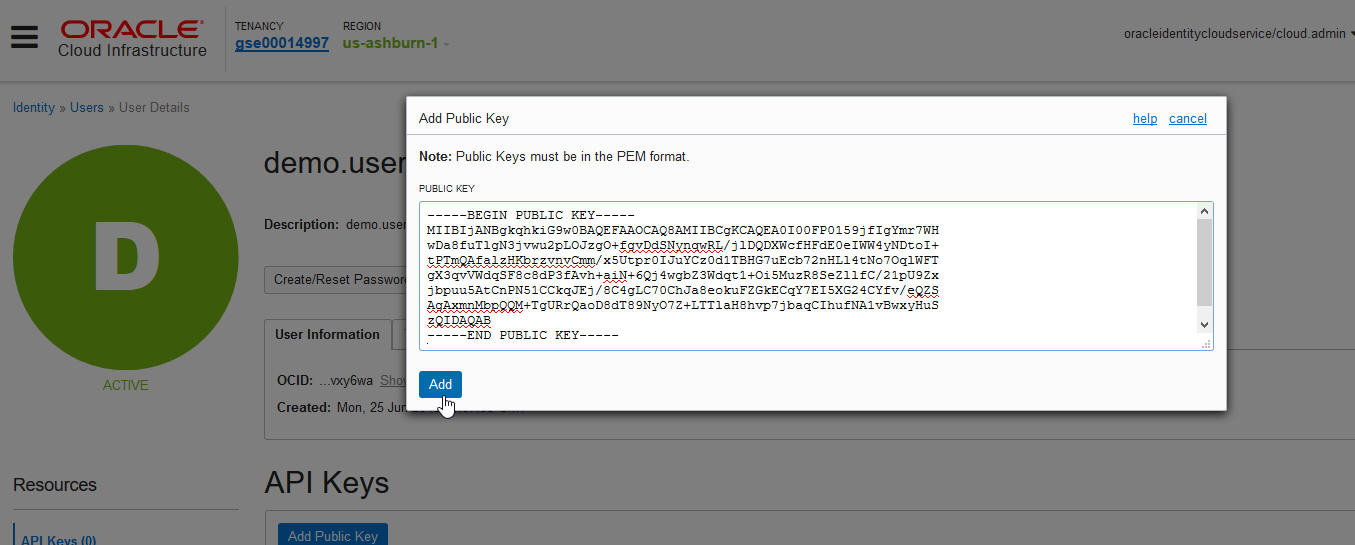 ORACLE
Cloud Infrastructure
TENANCY
gse00014997
REGION
us-ashburn-1
oracleidentitycloudservice/cloud.admin
Identity » Users » User Details
D
ACTIVE
demo.user
Description: demo.user
Create/Reset Password
User Information
OCID: ...vxy6wa Show
Created: Mon, 25 Jun
Resources
API Keys (0)
API Keys
Add Public Key
Add Public Key
help cancel
Note: Public Keys must be in the PEM format.
PUBLIC KEY
-----BEGIN PUBLIC KEY-----
MIIBIjANBgkqhkiG9w0BAQEFAAOCAQ8AMIIBCgKCAQEA0I00FP0159jfIgYmr7WH
wDa8fuTlgN3jvwu2pLOJzgO+fgvDdSNynqwRL/jlDQDXWcfHFdE0eIWW4yNDtoI+
tPTmQAfalzHKbrzvnvCmm/x5Utpr0IJuYCz0d1TBHG7uEcb72nHLl4tNo7OqlWFT
gX3qvVWdqSF8c8dP3fAvh+aiN+6Qj4wgbZ3Wdqt1+Oi5MuzR8SeZllfC/21pU9Zx
jbpuu5AtCnPN51CCkqJEj/8C4gLC70ChJa8eokuFZGkECqY7EI5XG24CYfv/eQZS
AgAxmnMbpQQM+TgURrQaoD8dT89NyO7Z+LTTlaH8hvp7jbaqCIhufNA1vBwxyHuS
zQIDAQAB
-----END PUBLIC KEY-----
Add